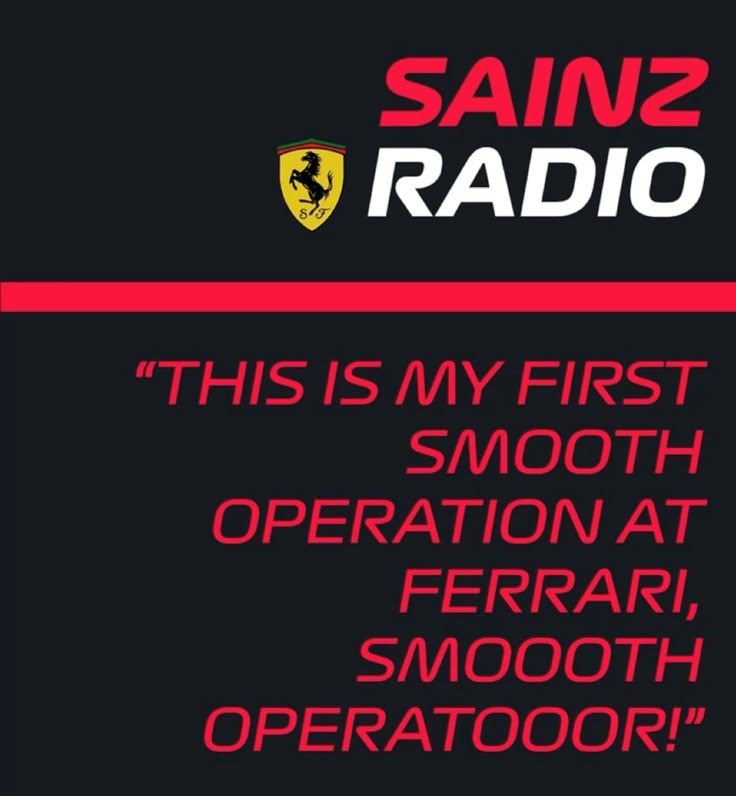 SAINZ
RADIO
S F
“THIS IS MY FIRST
SMOOTH
OPERATION AT
FERRARI,
SMOOOTH
OPERATOOOR!”